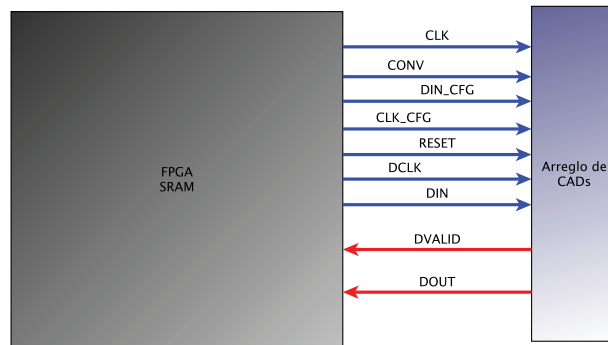 CLK
CONV
DIN_CFG
CLK_CFG
RESET
DCLK
DIN
DVALID
DOUT
FPGA
SRAM
Arreglo de
CADs